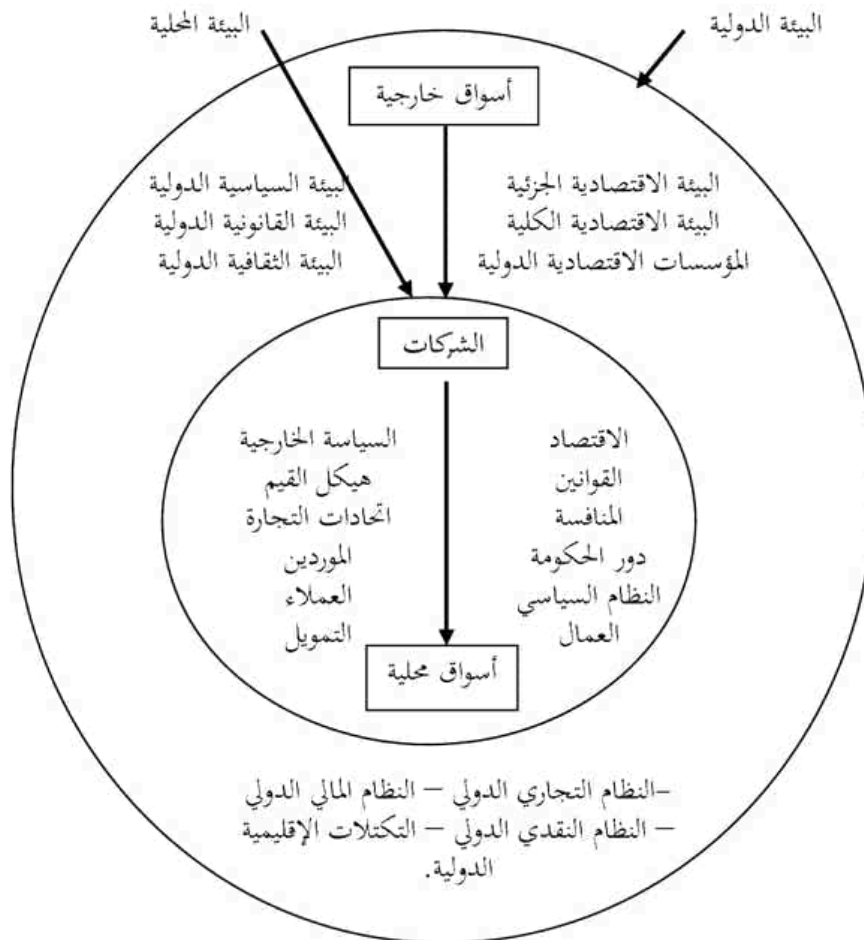 البيئة الدولية
البيئة المحلية
أسواق خارجية
البيئة الاقتصادية الجزئية
البيئة الاقتصادية الكلية
المؤسسات الاقتصادية الدولية
البيئة السياسية الدولية
البيئة القانونية الدولية
البيئة الثقافية الدولية
الشركات
الاقتصاد
القوانين
المنافسة
دور الحكومة
النظام السياسي
العمال
السياسة الخارجية
هيكل القيم
اتحادات التجارة
الموردين
العملاء
التمويل
أسواق محلية
–النظام التجاري الدولي – النظام المالي الدولي
– النظام النقدي الدولي – التكتلات الإقليمية
الدولية.